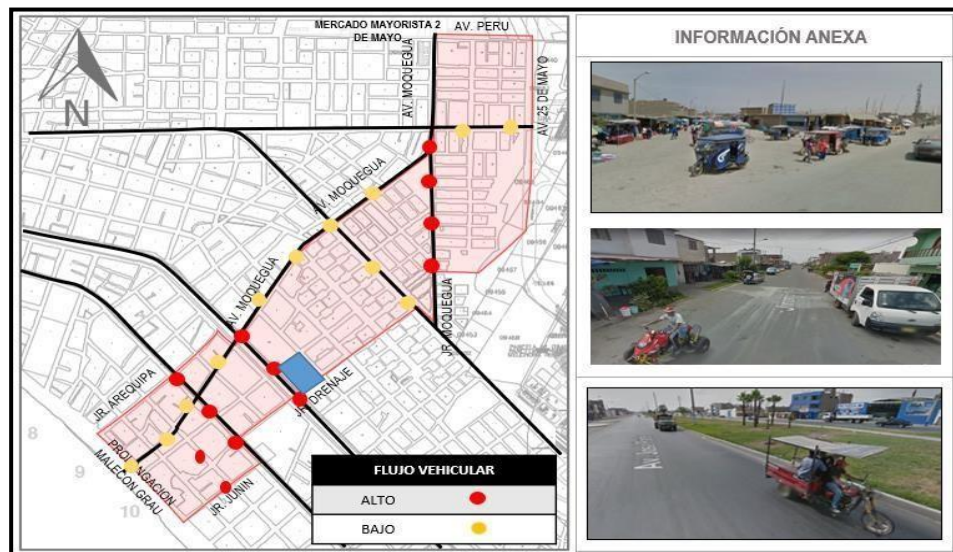 MERCADO MAYORISTA 2
DE MAYO
AV. PERU
AV. MOQUEGUA
AV. 25 DE MAYO
N
AV. MOQUEGUA
AV. MOQUEGUA
JR. MOQUEGUA
JR. AREQUIPA
JR. DRENAJE
PROLONGACION
MALECON GRAU
JR. JUNIN
7
8
9
10
FLUJO VEHICULAR
ALTO
BAJO
INFORMACIÓN ANEXA